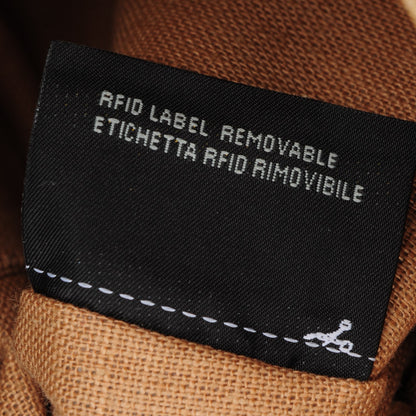 RFID LABEL REMOVABLE
ETICHETTA RFID RIMOVIBILE